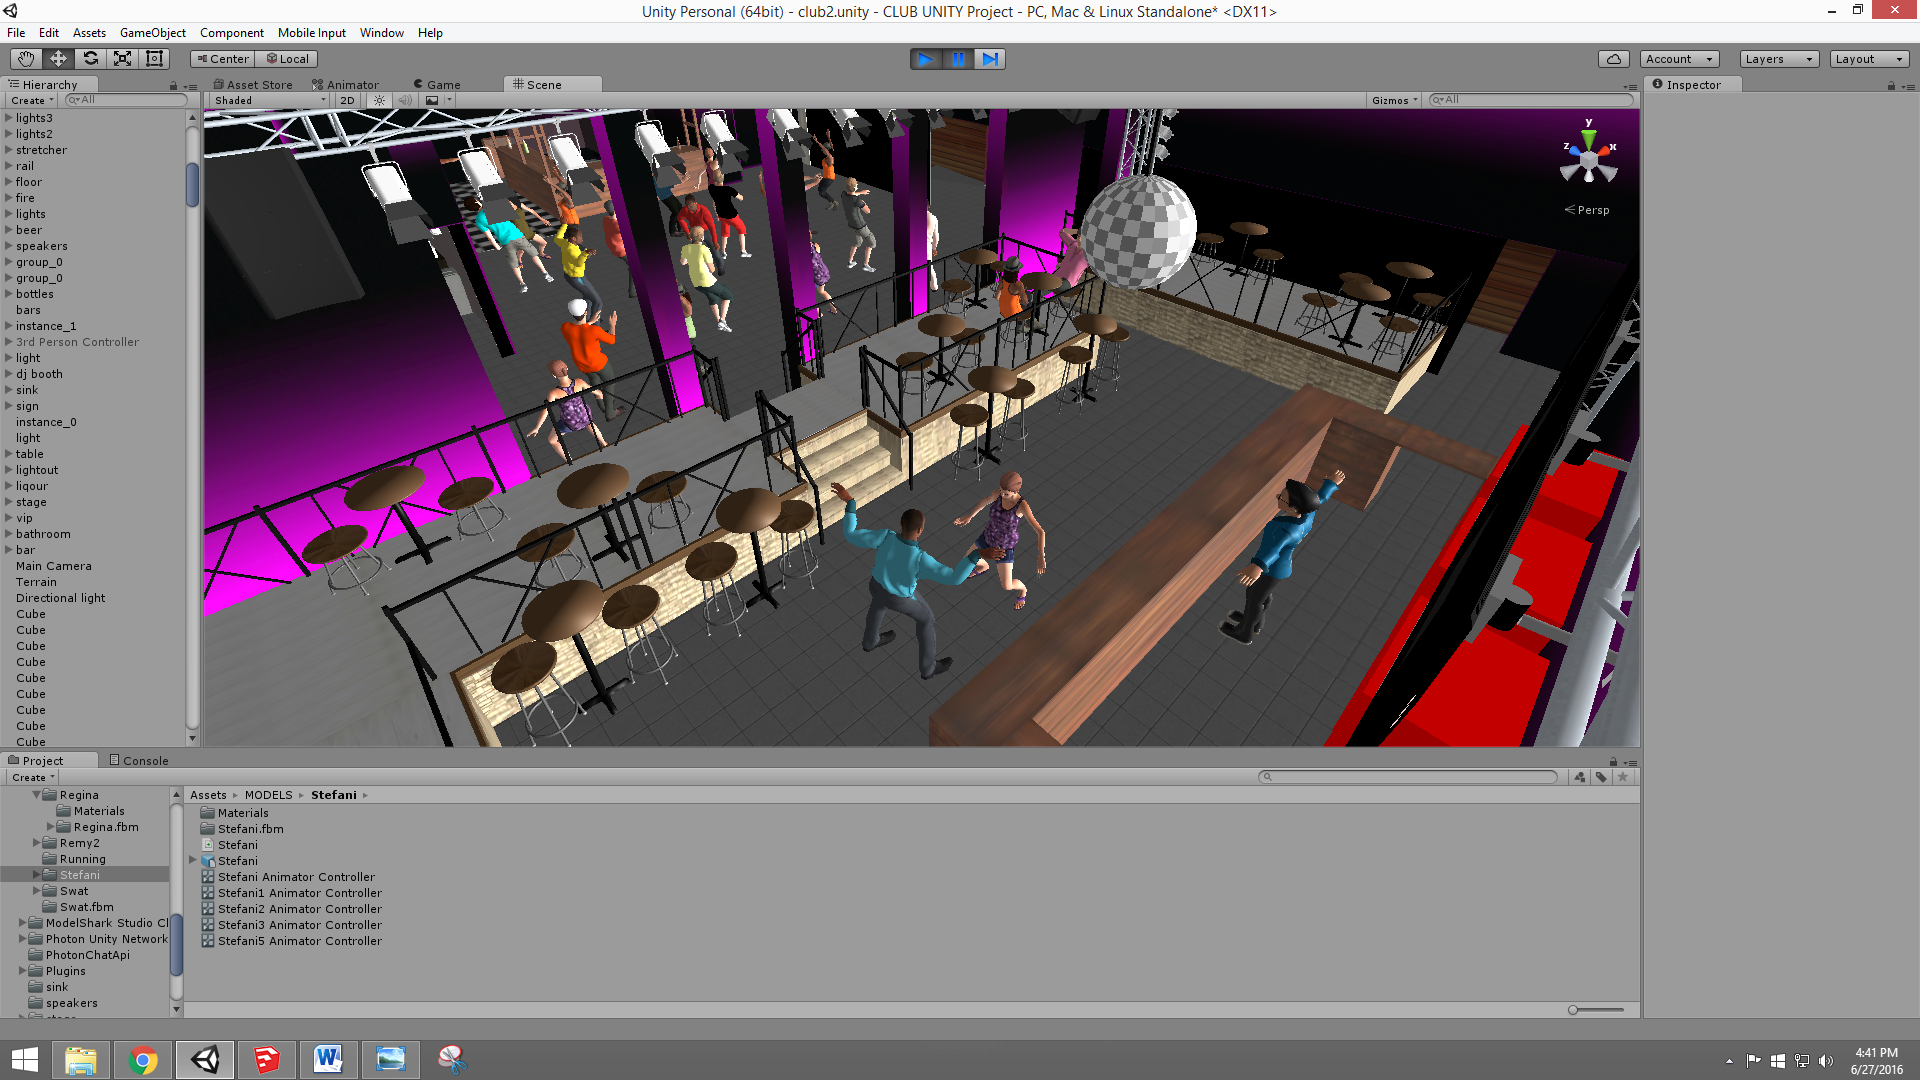 Unity Personal (64bit) - club2.unity - CLUB UNITY Project - PC, Mac & Linux Standalone* <DX11>
File Edit Assets GameObject Component Mobile Input Window Help
Center Local Account Layers Layout
Hierarchy Asset Store Animator Game Scene Inspector
Create All Shaded 2D Gizmos All
lights3
lights2
stretcher
rail
floor
fire
lights
beer
speakers
group_0
group_0
bottles
bars
instance_1
3rd Person Controller
light
dj booth
sink
sign
instance_0
light
table
lightout
liqour
stage
vip
bathroom
bar
Main Camera
Terrain
Directional light
Cube
Cube
Cube
Cube
Cube
Cube
Cube
Cube
Cube
y
z x
Persp
Project Console
Create
Regina
Materials
Regina.fbm
Remy2
Running
Stefani
Swat
Swat.fbm
ModelShark Studio Cl
Photon Unity Network
PhotonChatApi
Plugins
sink
speakers
Assets MODELS Stefani
Materials
Stefani.fbm
Stefani
Stefani
Stefani Animator Controller
Stefani1 Animator Controller
Stefani2 Animator Controller
Stefani3 Animator Controller
Stefani5 Animator Controller
4:41 PM
6/27/2016